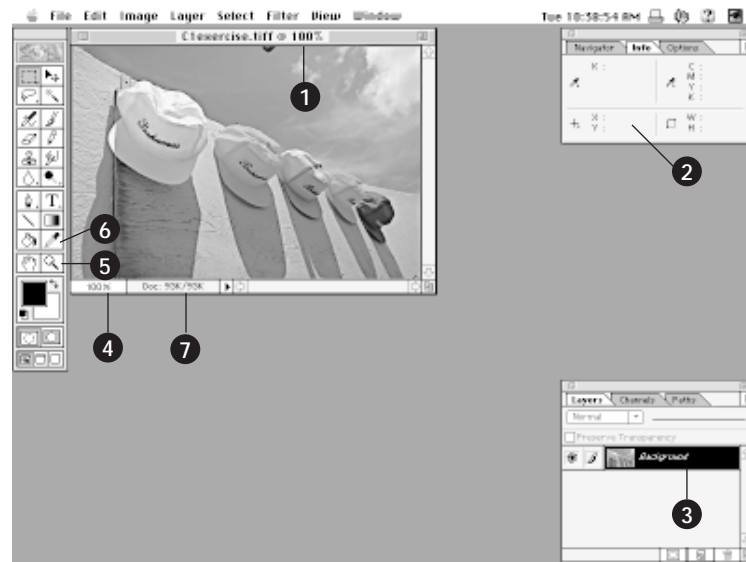 File Edit Image Layer Select Filter View Window
Tue 10:38:54 AM
C1exercise.tiff @ 100%
1
Navigator Info Options
K :
C :
M :
Y :
K :
X :
Y :
W :
H :
2
T
6
5
100%
Doc: 93K/93K
4
7
Layers Channels Paths
Normal
Preserve Transparency
Background
3